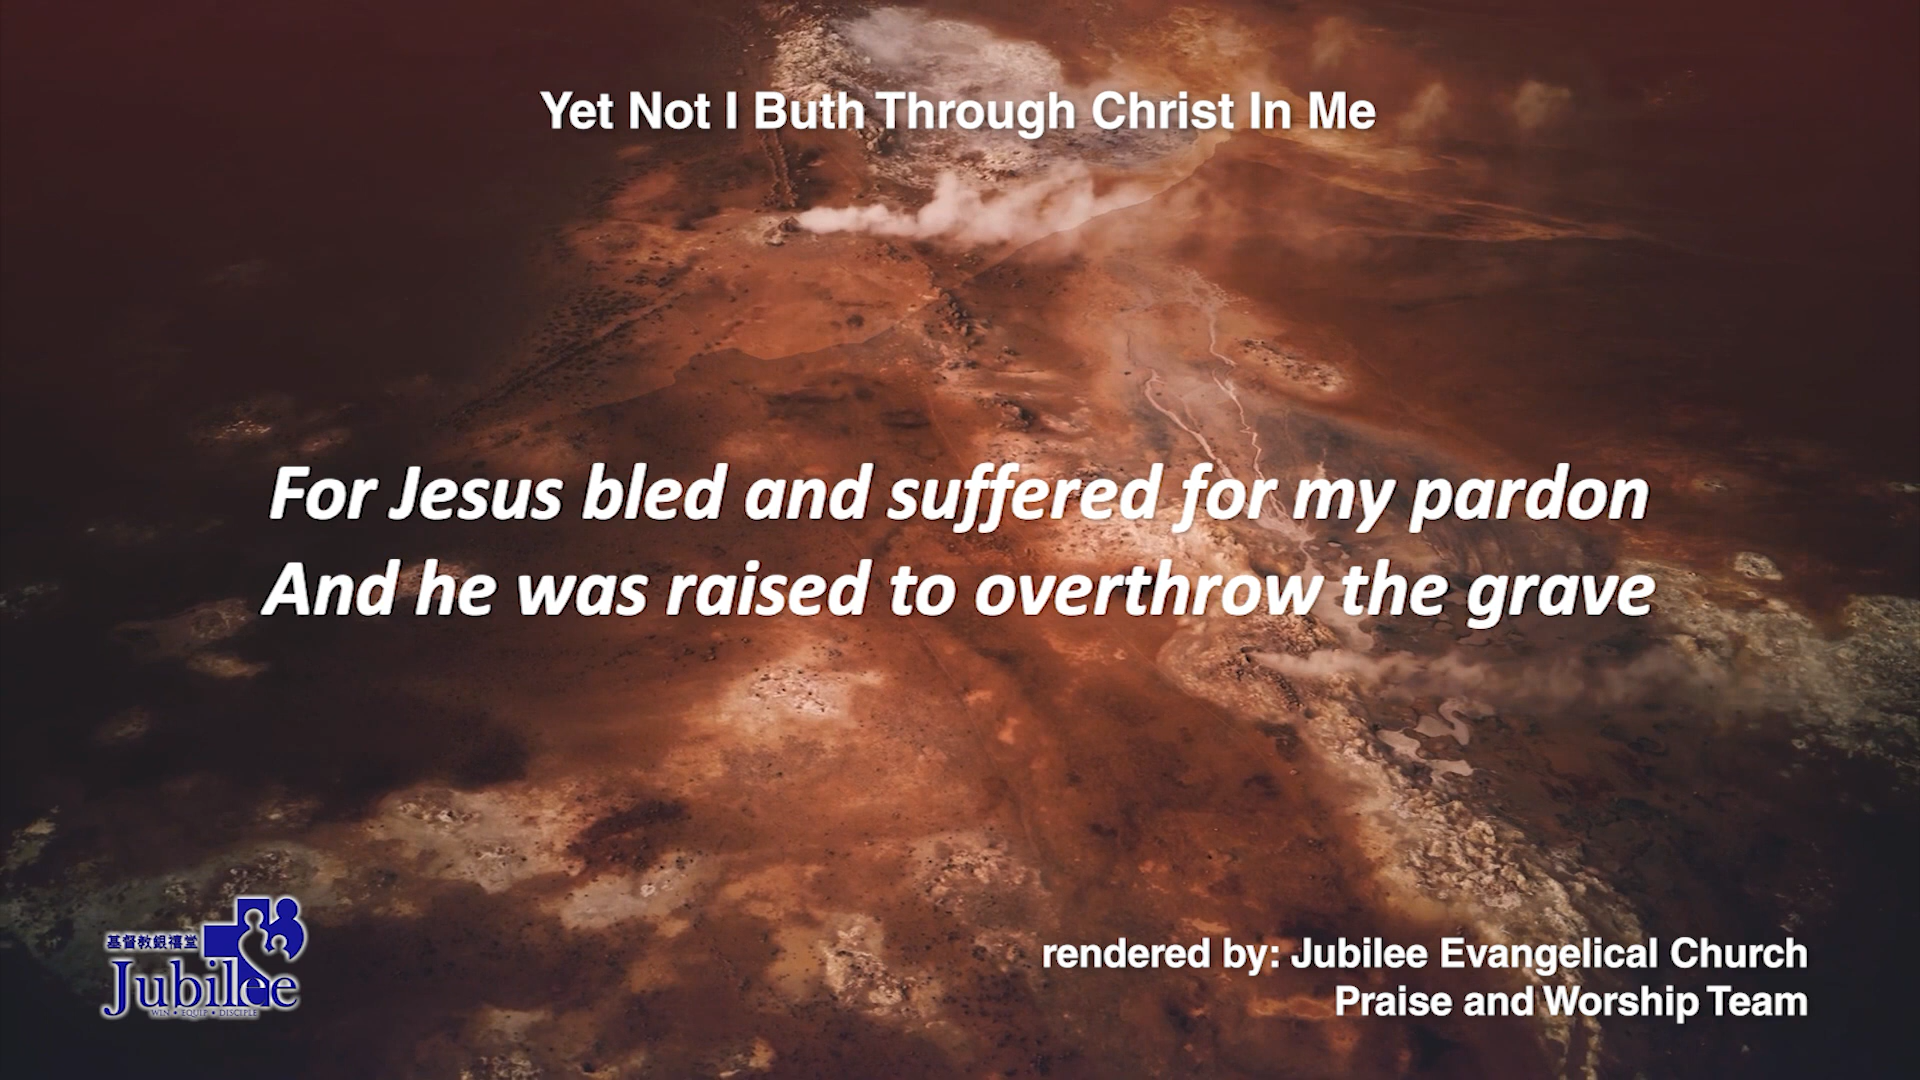 Yet Not I Buth Through Christ In Me
For Jesus bled and suffered for my pardon
And he was raised to overthrow the grave
基督教銀禧堂
Jubilee
WIN • EQUIP • DISCIPLE
rendered by: Jubilee Evangelical Church
Praise and Worship Team